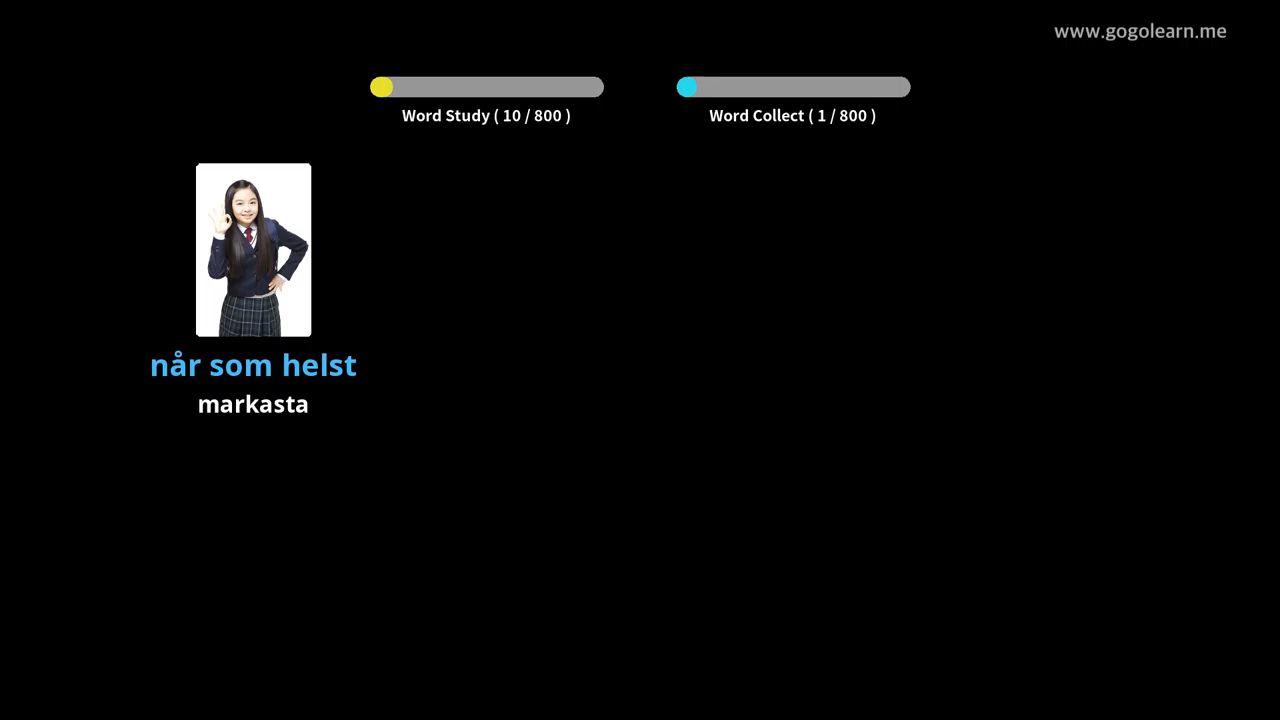 www.gogolearn.me
Word Study ( 10 / 800 )
Word Collect ( 1 / 800 )
når som helst
markasta